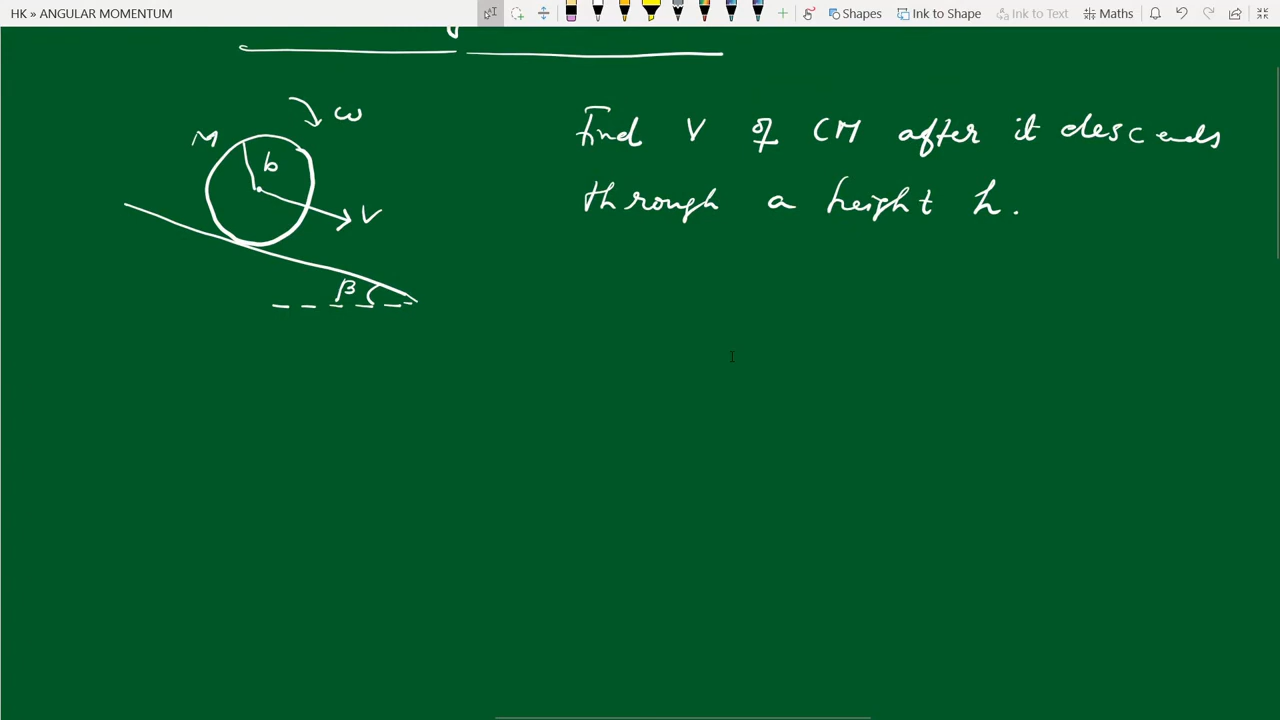 HK » ANGULAR MOMENTUM
Shapes Ink to Shape Ink to Text Maths
ω
M
b
V
β
Find V of CM after it descends
through a height h.